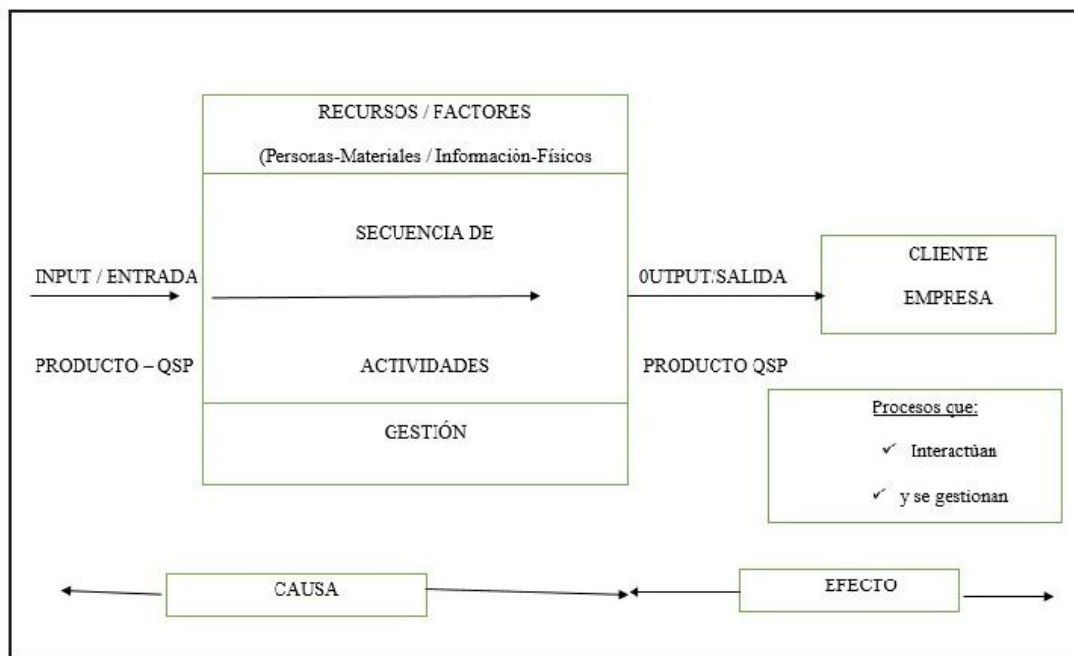 RECURSOS / FACTORES
(Personas-Materiales / Información-Físicos
SECUENCIA DE
INPUT / ENTRADA
PRODUCTO – QSP
ACTIVIDADES
GESTIÓN
0UTPUT/SALIDA
PRODUCTO QSP
CLIENTE
EMPRESA
Procesos que:
✓ Interactúan
✓ y se gestionan
CAUSA
EFECTO